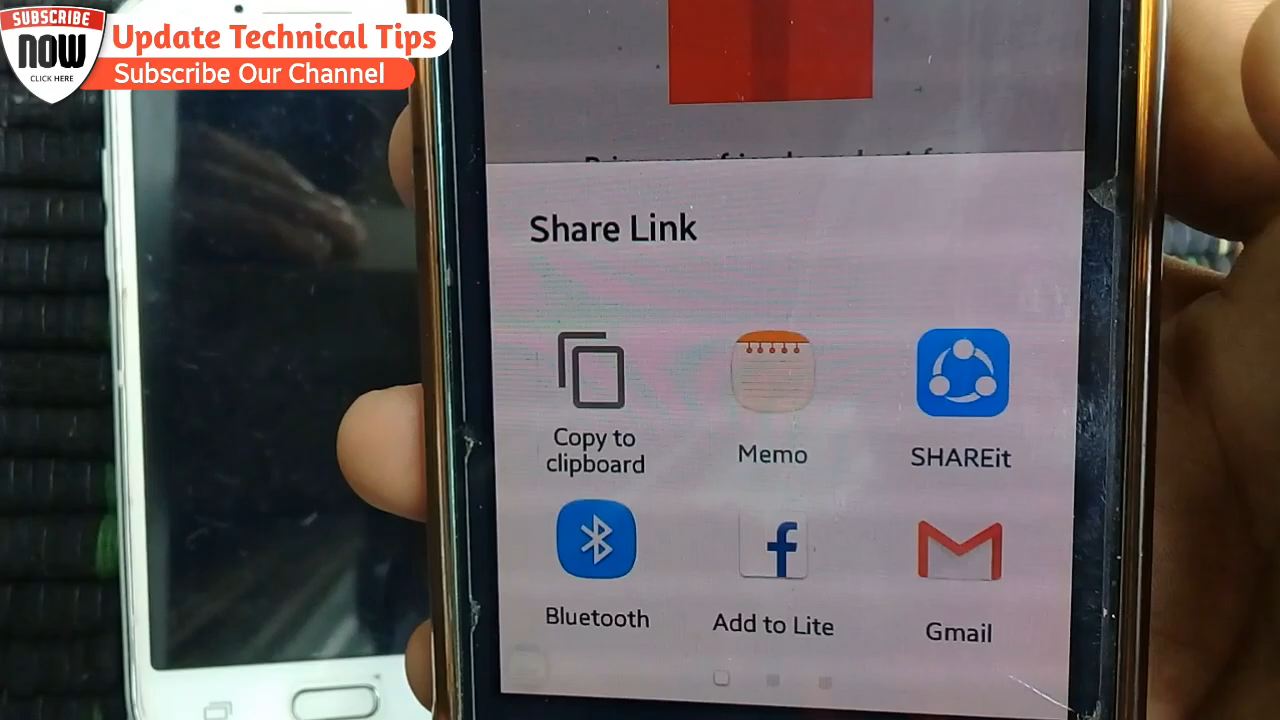 SUBSCRIBE
NOW
CLICK HERE
Update Technical Tips
Subscribe Our Channel
Share Link
Copy to
clipboard
Memo
SHAREit
Bluetooth
Add to Lite
Gmail